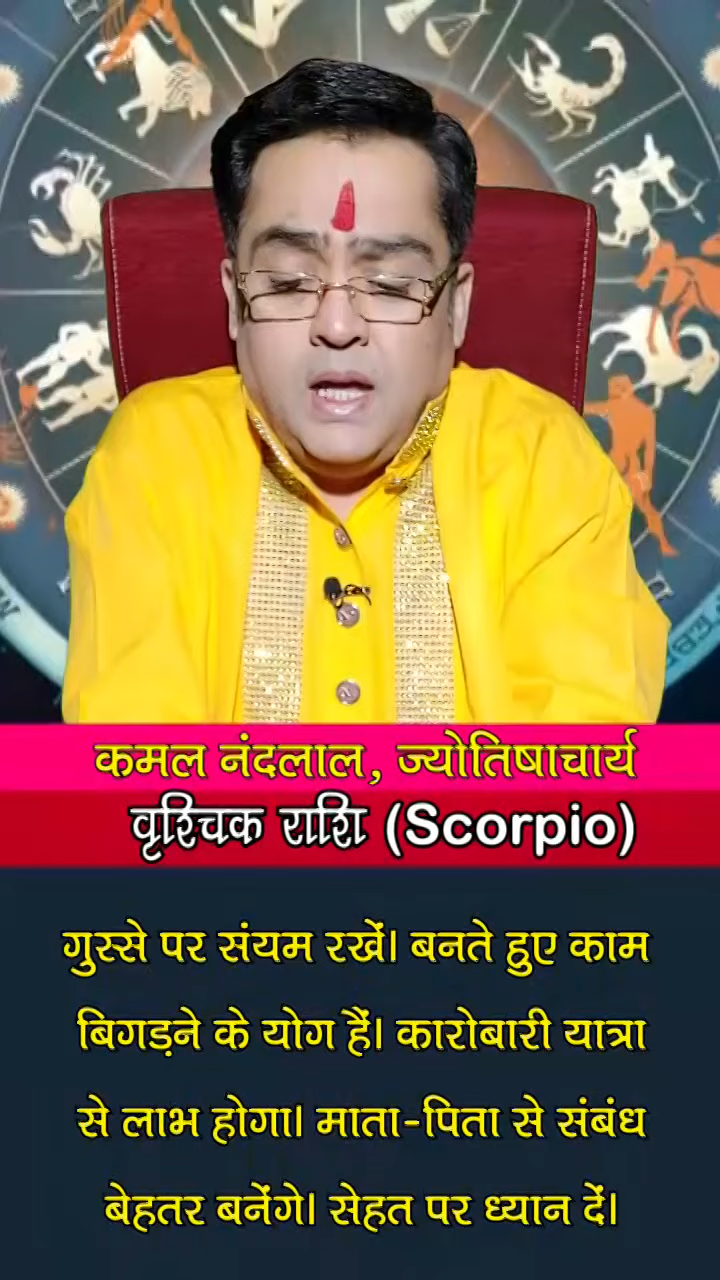 कमल नंदलाल, ज्योतिषाचार्य
वृश्चिक राशि (Scorpio)
गुस्से पर संयम रखें। बनते हुए काम
बिगड़ने के योग हैं। कारोबारी यात्रा
से लाभ होगा। माता-पिता से संबंध
बेहतर बनेंगे। सेहत पर ध्यान दें।